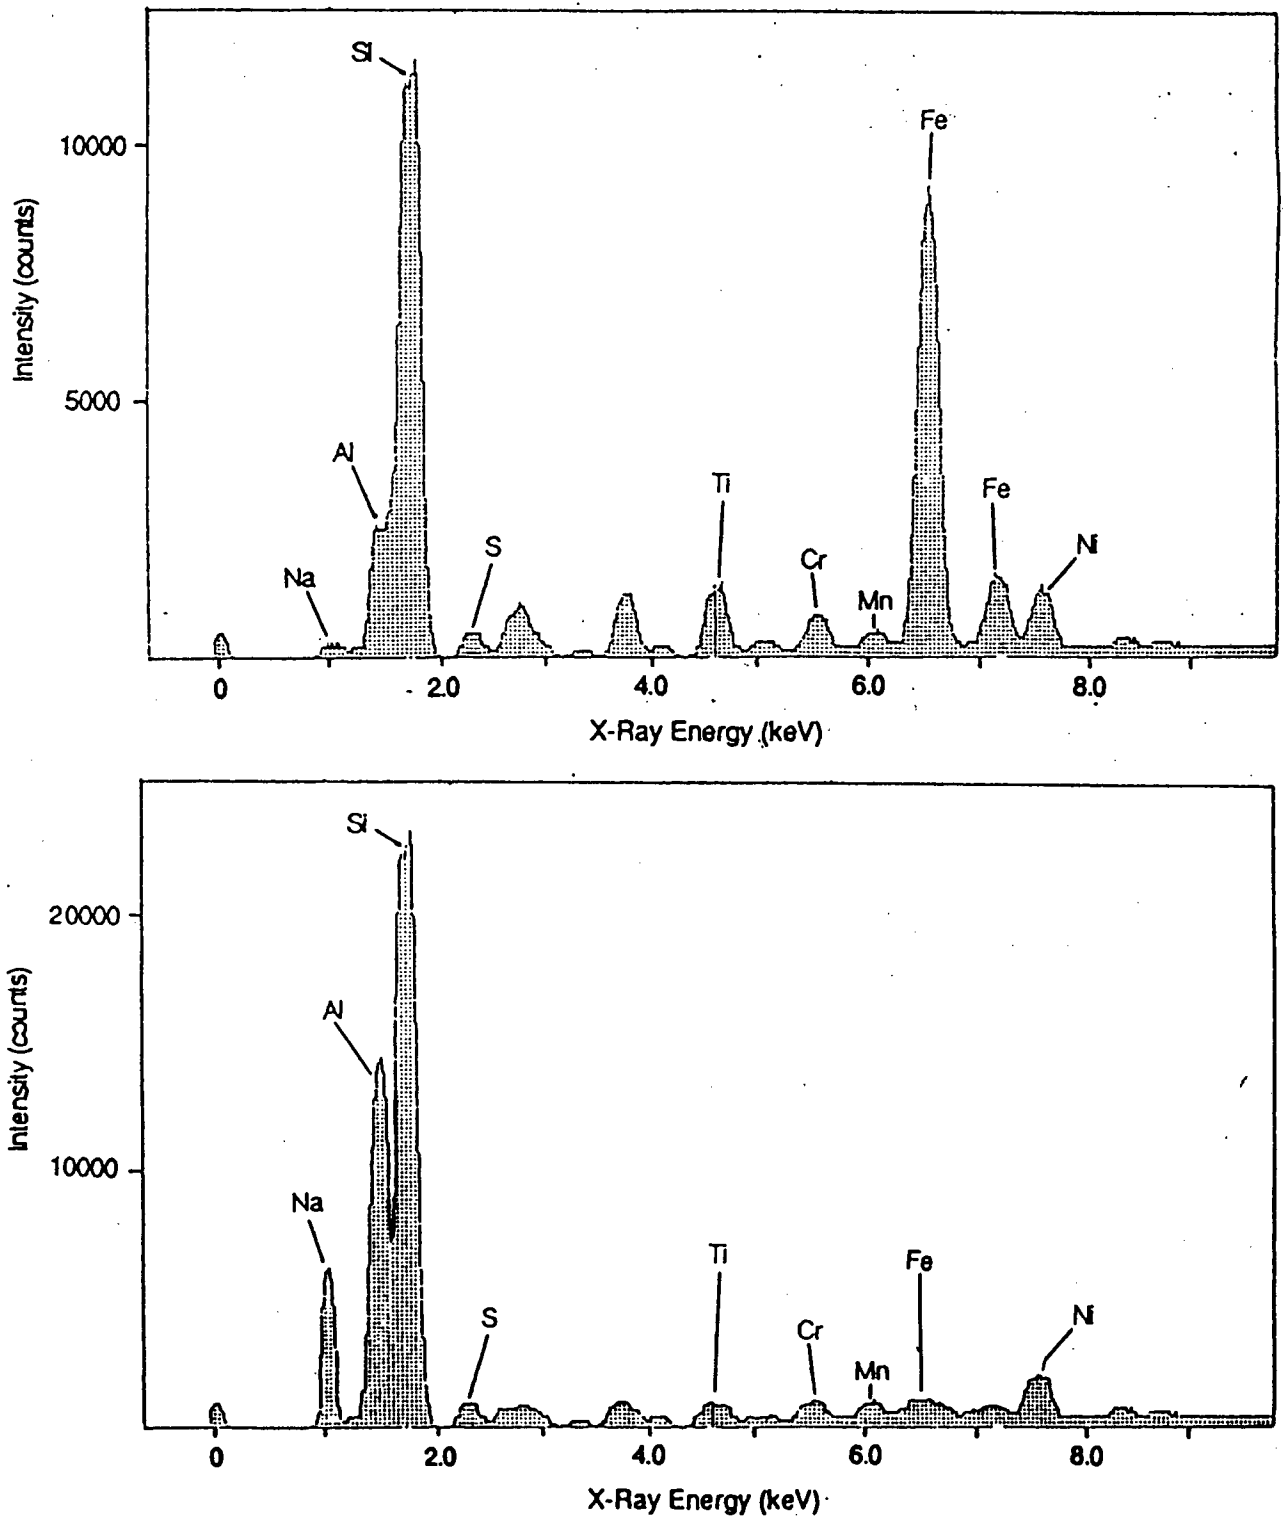 Si
Fe
10000
Intensity (counts)
5000
Al
Ti
Fe
S
Ni
Cr
Na
Mn
0 2.0 4.0 6.0 8.0
X-Ray Energy (keV)
Si
20000
Intensity (counts)
Al
10000
Na
Ti
Fe
S
Cr
Ni
Mn
0 2.0 4.0 6.0 8.0
X-Ray Energy (keV)